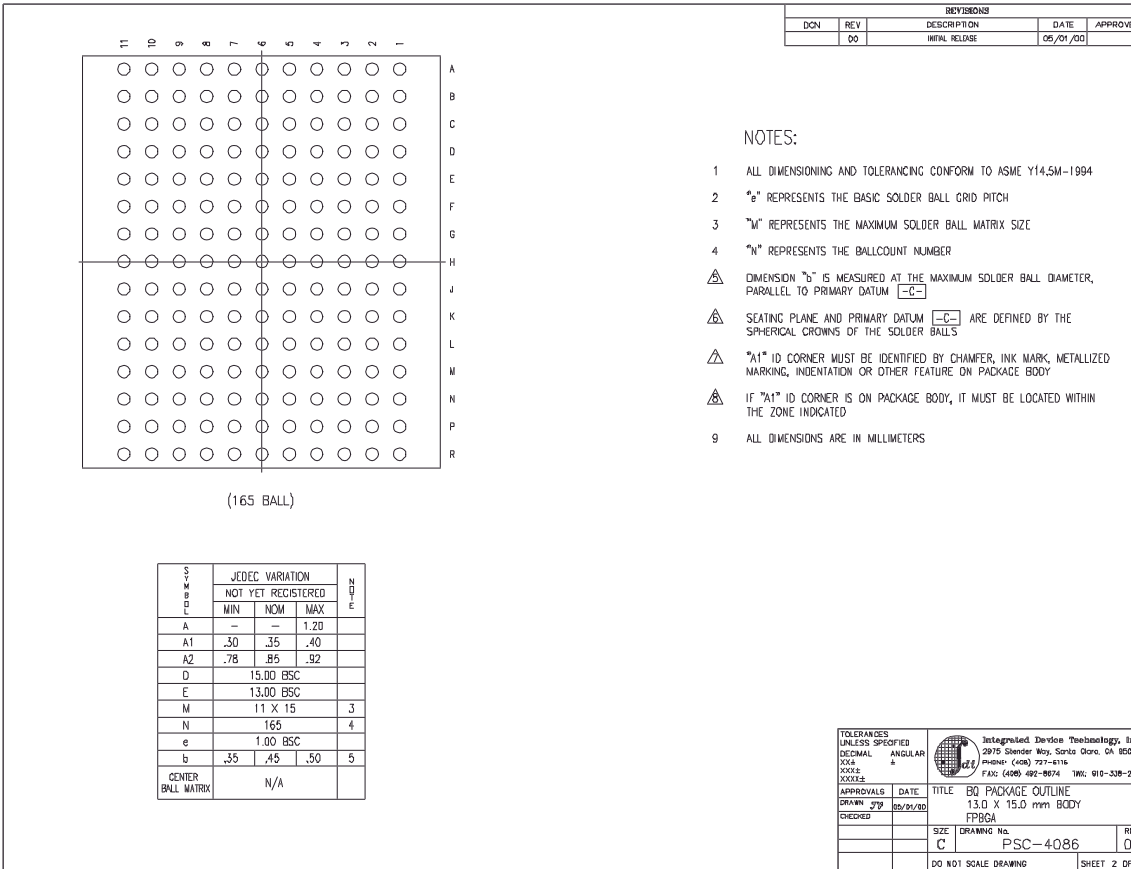 REVISIONS
DCN REV DESCRIPTION DATE
00 INITIAL RELEASE 05/01/00
11 10 9 8 7 6 5 4 3 2 1
A
B
C
D
E
F
G
H
J
K
L
M
N
P
R
(165 BALL)
NOTES:
1 ALL DIMENSIONING AND TOLERANCING CONFORM TO ASME Y14.5M-1994
2 "e" REPRESENTS THE BASIC SOLDER BALL GRID PITCH
3 "M" REPRESENTS THE MAXIMUM SOLDER BALL MATRIX SIZE
4 "N" REPRESENTS THE BALLCOUNT NUMBER
5 DIMENSION "b" IS MEASURED AT THE MAXIMUM SOLDER BALL DIAMETER,
PARALLEL TO PRIMARY DATUM -C-
6 SEATING PLANE AND PRIMARY DATUM -C- ARE DEFINED BY THE
SPHERICAL CROWNS OF THE SOLDER BALLS
7 "A1" ID CORNER MUST BE IDENTIFIED BY CHAMFER, INK MARK, METALLIZED
MARKING, INDENTATION OR OTHER FEATURE ON PACKAGE BODY
8 IF "A1" ID CORNER IS ON PACKAGE BODY, IT MUST BE LOCATED WITHIN
THE ZONE INDICATED
9 ALL DIMENSIONS ARE IN MILLIMETERS
SYMBOL JEDEC VARIATION NOTE
NOT YET REGISTERED
MIN NOM MAX
A – – 1.20
A1 .30 .35 .40
A2 .78 .85 .92
D 15.00 BSC
E 13.00 BSC
M 11 X 15 3
N 165 4
e 1.00 BSC
b .35 .45 .50 5
CENTER
BALL MATRIX N/A
TOLERANCES
UNLESS SPECIFIED
DECIMAL ANGULAR
XX± ±
XXX±
XXXX±
idt
Integrated Device Technology,
2975 Stender Way, Santa Clara, CA
PHONE: (408) 727-6116
FAX: (408) 492-8674 TWX:
APPROVALS DATE
DRAWN 05/01/00
CHECKED
TITLE BQ PACKAGE OUTLINE
13.0 X 15.0 mm BODY
FPBGA
SIZE DRAWING No.
C PSC-4086
DO NOT SCALE DRAWING SHEET 2